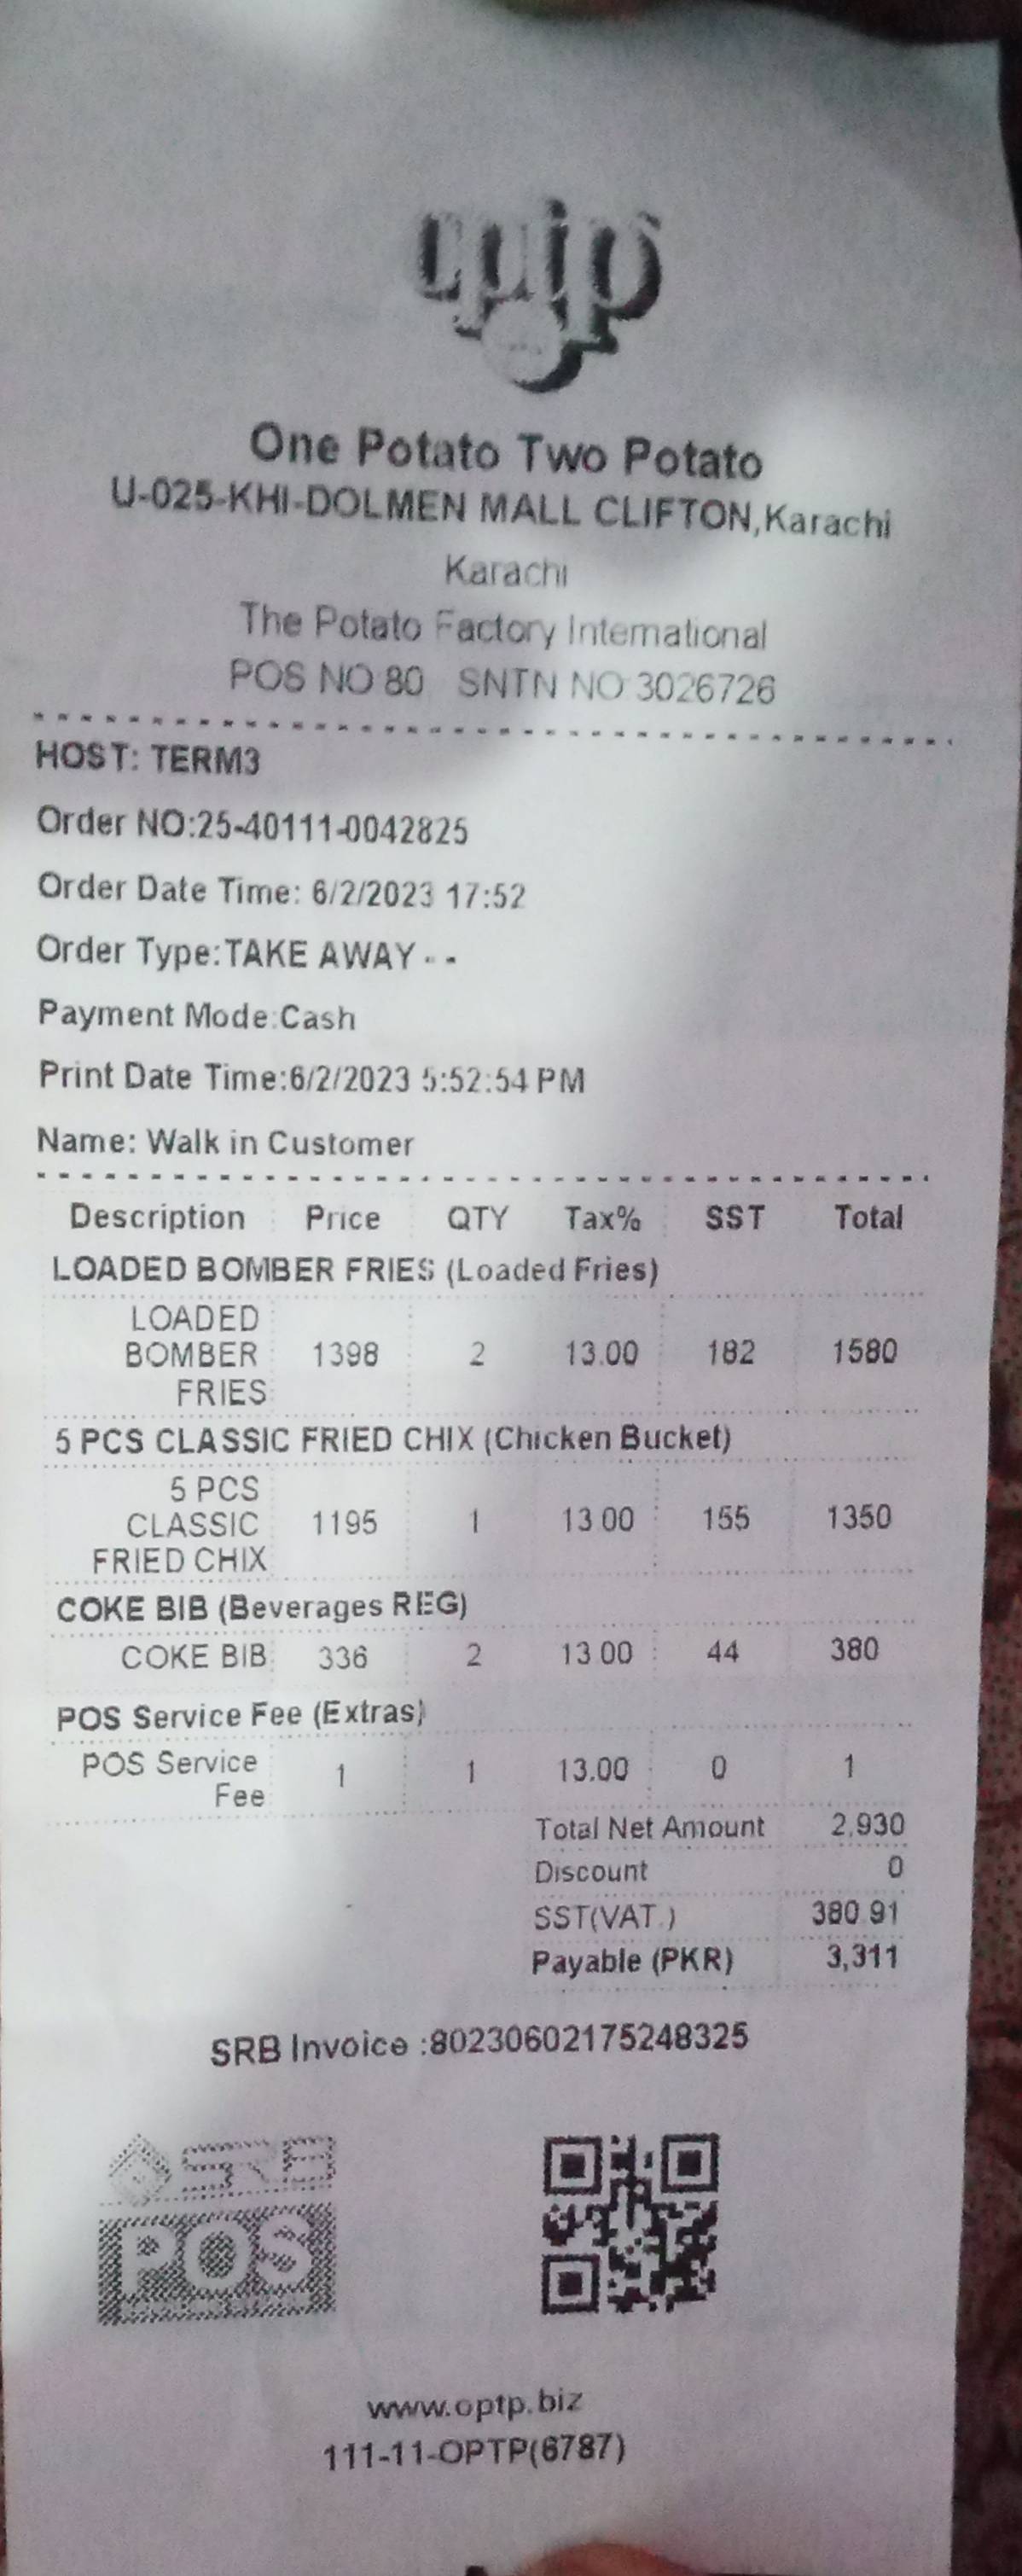 optp
One Potato Two Potato
U-025-KHI-DOLMEN MALL CLIFTON,Karachi
Karachi
The Potato Factory International
POS NO 80 SNTN NO 3026726
HOST: TERM3
Order NO:25-40111-0042825
Order Date Time: 6/2/2023 17:52
Order Type:TAKE AWAY - -
Payment Mode:Cash
Print Date Time:6/2/2023 5:52:54 PM
Name: Walk in Customer
Description Price QTY Tax% SST Total
LOADED BOMBER FRIES (Loaded Fries)
LOADED
BOMBER 1398 2 13.00 182 1580
FRIES
5 PCS CLASSIC FRIED CHIX (Chicken Bucket)
5 PCS
CLASSIC 1195 1 13.00 155 1350
FRIED CHIX
COKE BIB (Beverages REG)
COKE BIB 336 2 13.00 44 380
POS Service Fee (Extras)
POS Service 1 1 13.00 0 1
Fee
Total Net Amount 2,930
Discount 0
SST(VAT.) 380.91
Payable (PKR) 3,311
SRB Invoice :80230602175248325
SRB
POS
www.optp.biz
111-11-OPTP(6787)